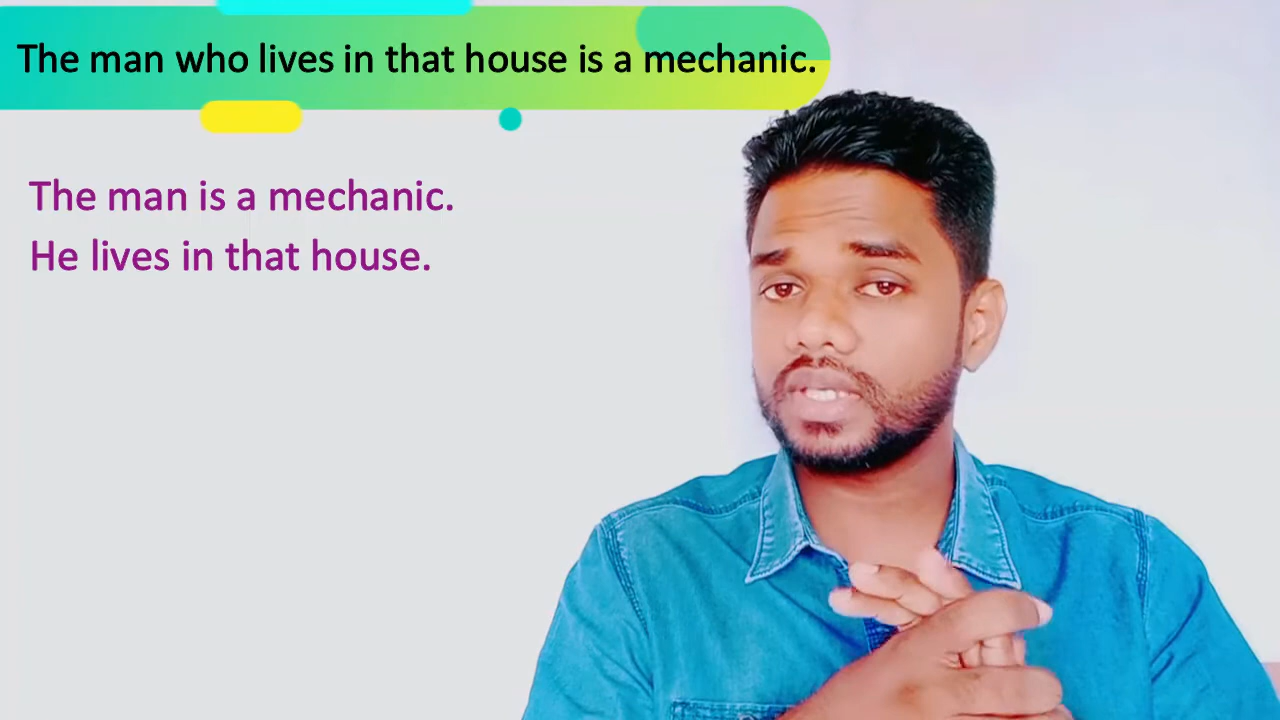 The man who lives in that house is a mechanic.
The man is a mechanic.
He lives in that house.